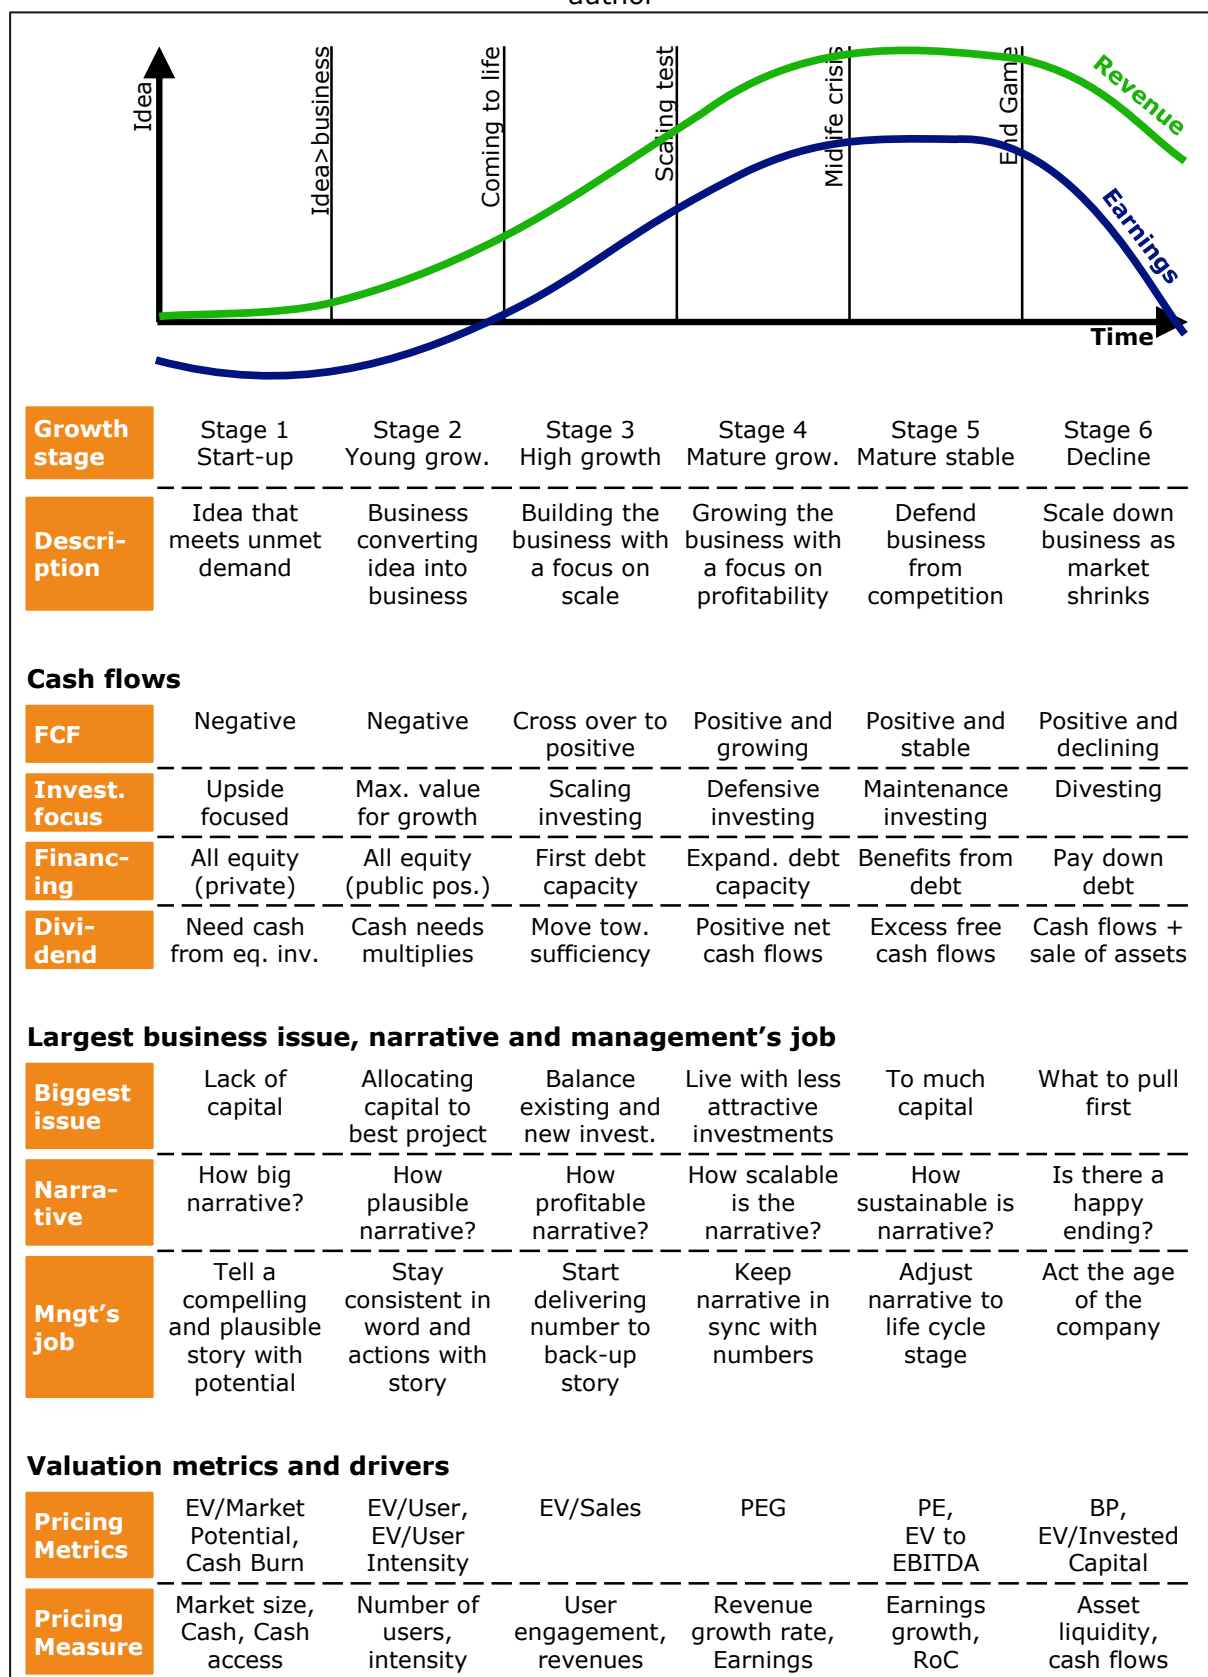 author
Idea
Idea>business
Coming to life
Scaling test
Midlife crisis
End Game
Revenue
Earnings
Time
Growth stage
Stage 1 Start-up
Stage 2 Young grow.
Stage 3 High growth
Stage 4 Mature grow.
Stage 5 Mature stable
Stage 6 Decline
Descri-ption
Idea that meets unmet demand
Business converting idea into business
Building the business with a focus on scale
Growing the business with a focus on profitability
Defend business from competition
Scale down business as market shrinks
Cash flows
FCF
Negative
Negative
Cross over to positive
Positive and growing
Positive and stable
Positive and declining
Invest. focus
Upside focused
Max. value for growth
Scaling investing
Defensive investing
Maintenance investing
Divesting
Financ-ing
All equity (private)
All equity (public pos.)
First debt capacity
Expand. debt capacity
Benefits from debt
Pay down debt
Divi-dend
Need cash from eq. inv.
Cash needs multiplies
Move tow. sufficiency
Positive net cash flows
Excess free cash flows
Cash flows + sale of assets
Largest business issue, narrative and management’s job
Biggest issue
Lack of capital
Allocating capital to best project
Balance existing and new invest.
Live with less attractive investments
To much capital
What to pull first
Narra-tive
How big narrative?
How plausible narrative?
How profitable narrative?
How scalable is the narrative?
How sustainable is narrative?
Is there a happy ending?
Mngt’s job
Tell a compelling and plausible story with potential
Stay consistent in word and actions with story
Start delivering number to back-up story
Keep narrative in sync with numbers
Adjust narrative to life cycle stage
Act the age of the company
Valuation metrics and drivers
Pricing Metrics
EV/Market Potential, Cash Burn
EV/User, EV/User Intensity
EV/Sales
PEG
PE, EV to EBITDA
BP, EV/Invested Capital
Pricing Measure
Market size, Cash, Cash access
Number of users, intensity
User engagement, revenues
Revenue growth rate, Earnings
Earnings growth, RoC
Asset liquidity, cash flows